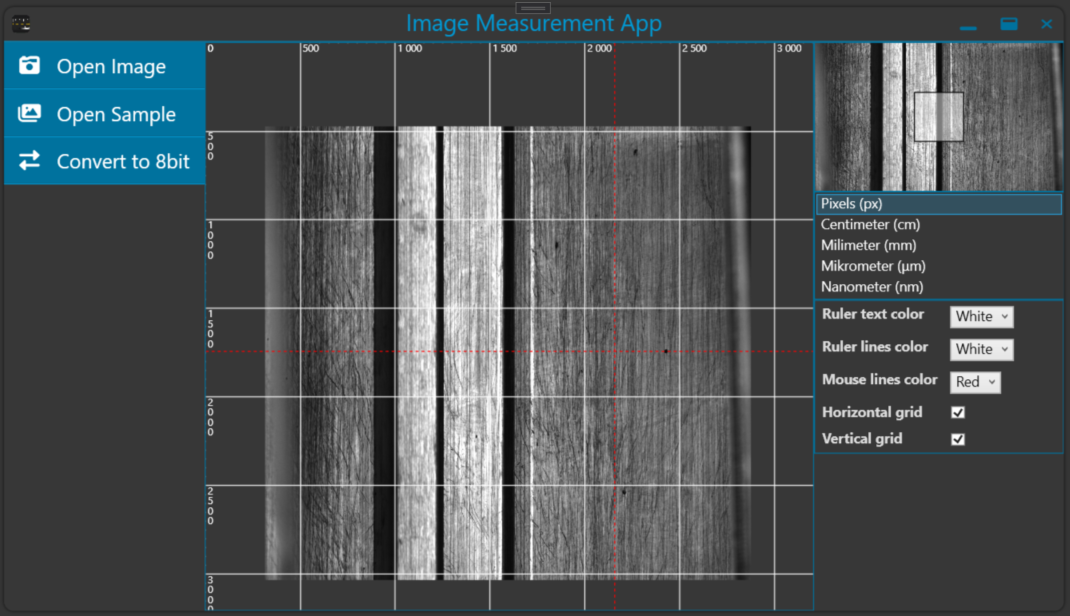 Image Measurement App
Open Image
Open Sample
Convert to 8bit
0
500
1 000
1 500
2 000
2 500
3 000
500
1000
1500
2000
2500
3000
Pixels (px)
Centimeter (cm)
Milimeter (mm)
Mikrometer (µm)
Nanometer (nm)
Ruler text color White
Ruler lines color White
Mouse lines color Red
Horizontal grid
Vertical grid